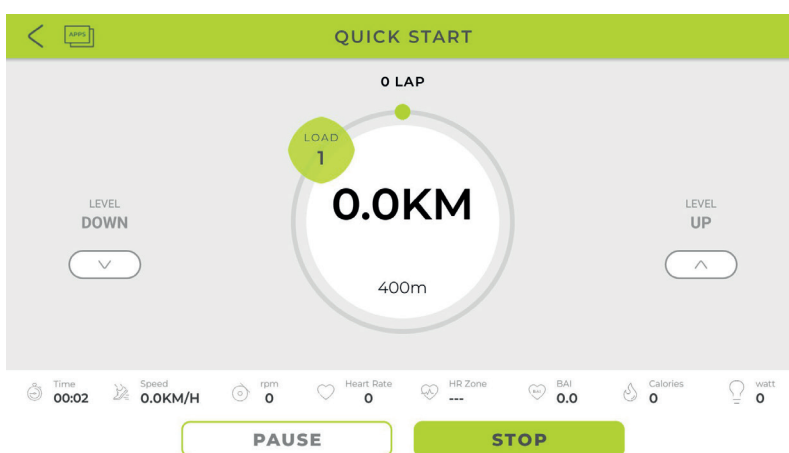 APPS
QUICK START
0 LAP
LOAD
1
0.0KM
400m
LEVEL
DOWN
LEVEL
UP
Time
00:02
Speed
0.0KM/H
rpm
0
Heart Rate
0
HR Zone
---
BAI
BAI
0.0
Calories
0
watt
0
PAUSE
STOP